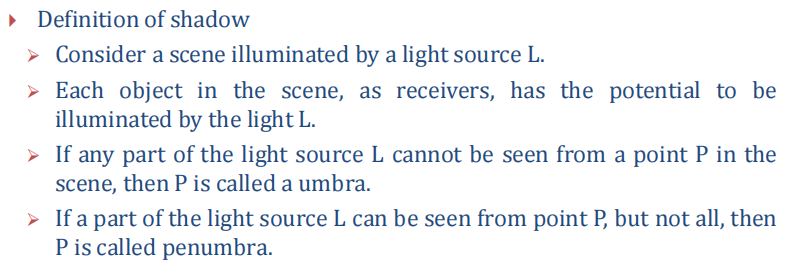 Definition of shadow
Consider a scene illuminated by a light source L.
Each object in the scene, as receivers, has the potential to be
illuminated by the light L.
If any part of the light source L cannot be seen from a point P in the
scene, then P is called a umbra.
If a part of the light source L can be seen from point P, but not all, then
P is called penumbra.